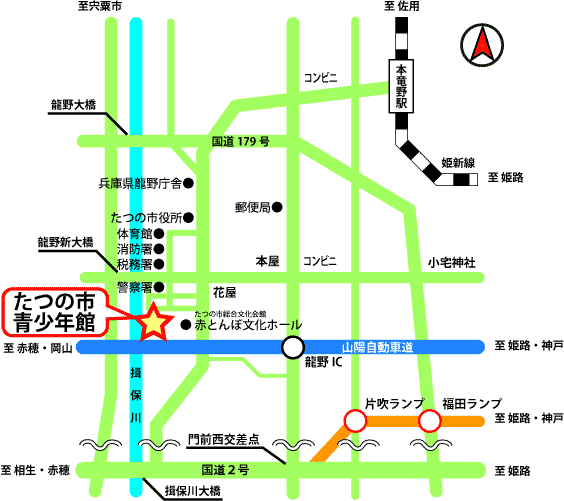 至宍粟市
至 佐用
コンビニ
本竜野駅
龍野大橋
国道 179 号
姫新線
至 姫路
兵庫県龍野庁舎
郵便局
たつの市役所
体育館
龍野新大橋
消防署
税務署
本屋
コンビニ
小宅神社
警察署
花屋
たつの市
青少年館
たつの市総合文化会館
赤とんぼ文化ホール
至 赤穂・岡山
山陽自動車道
至 姫路・神戸
龍野 IC
揖保川
片吹ランプ
福田ランプ
至 姫路・神戸
門前西交差点
至 相生・赤穂
国道 2 号
至 姫路
揖保川大橋